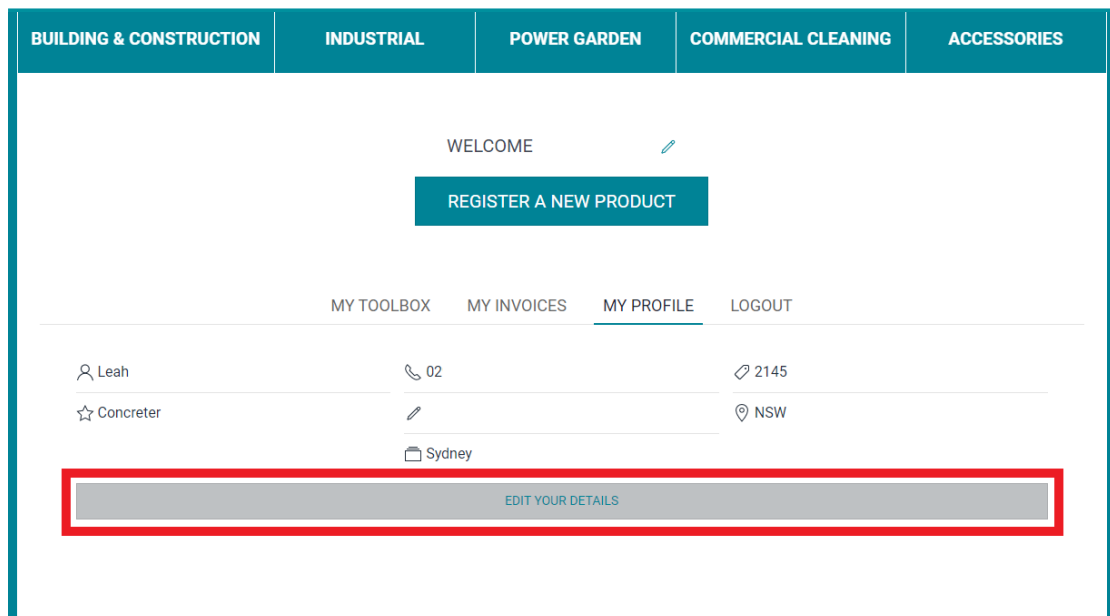 BUILDING & CONSTRUCTION INDUSTRIAL POWER GARDEN COMMERCIAL CLEANING ACCESSORIES
WELCOME
REGISTER A NEW PRODUCT
MY TOOLBOX MY INVOICES MY PROFILE LOGOUT
Leah 02 2145
Concreter NSW
Sydney
EDIT YOUR DETAILS